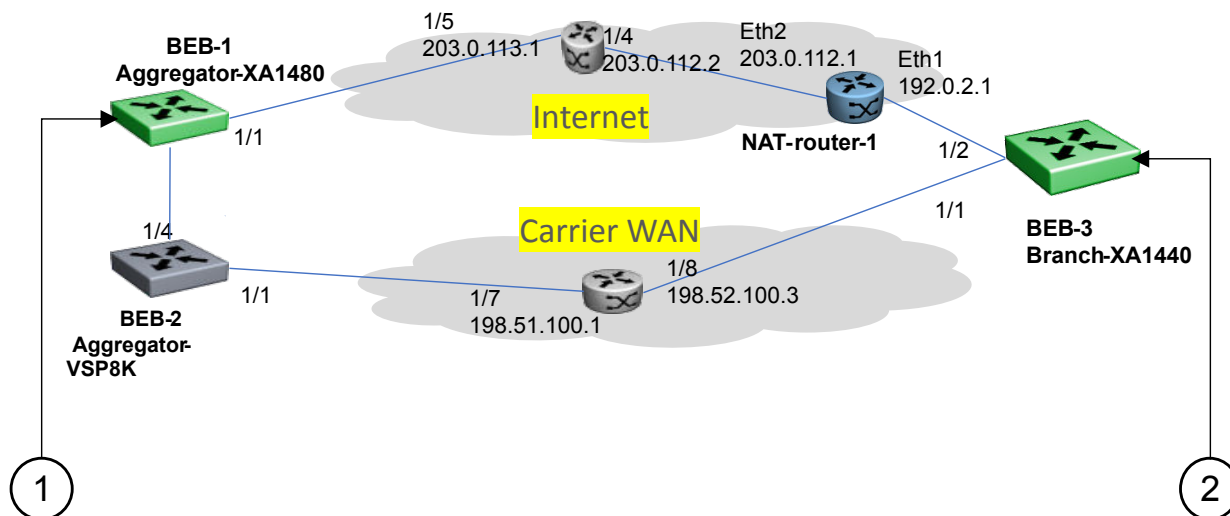 BEB-1
Aggregator-XA1480
1/5
203.0.113.1
1/4
203.0.112.2
Eth2
203.0.112.1
Eth1
192.0.2.1
Internet
NAT-router-1
1/1
1/2
1/4
Carrier WAN
1/1
BEB-3
Branch-XA1440
1/1
1/8
198.52.100.3
1/7
198.51.100.1
BEB-2
Aggregator-
VSP8K
1
2